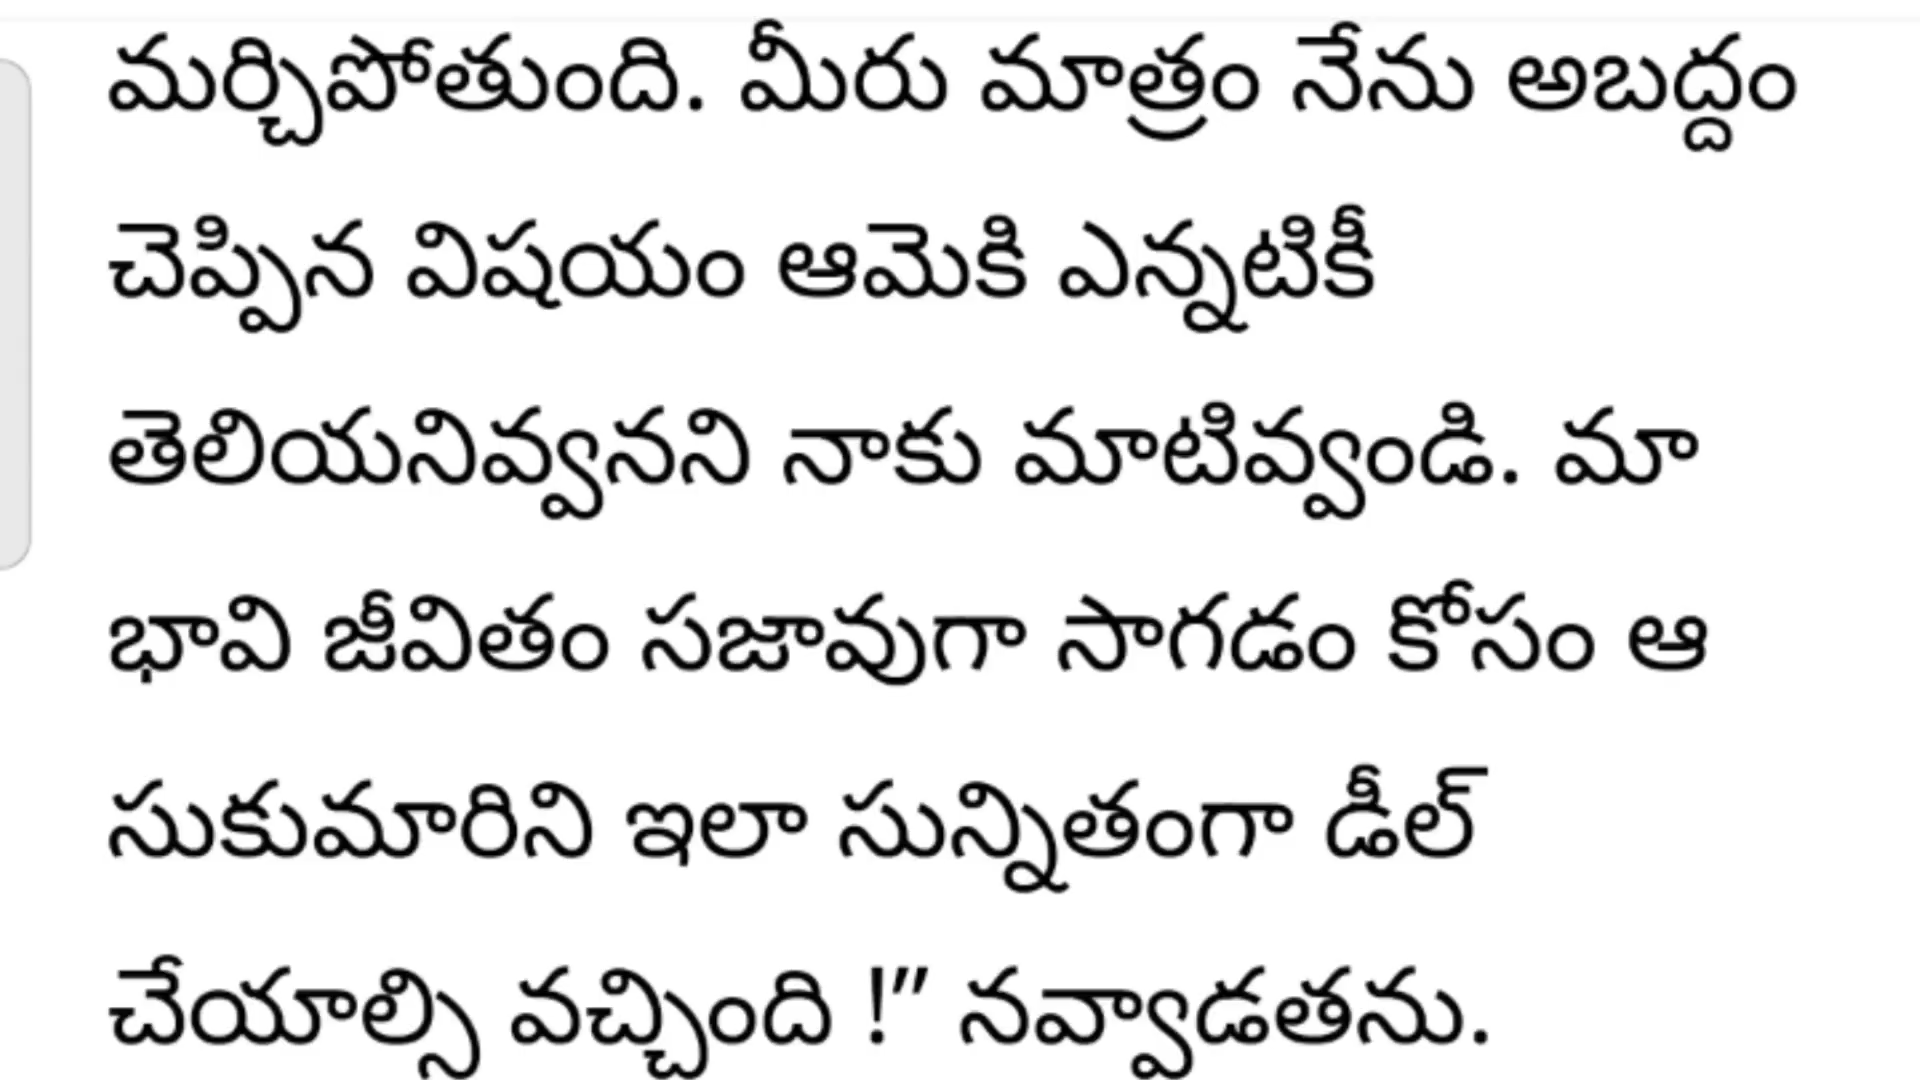 మర్చిపోతుంది. మీరు మాత్రం నేను అబద్దం
చెప్పిన విషయం ఆమెకి ఎన్నటికీ
తెలియనివ్వనని నాకు మాటివ్వండి. మా
భావి జీవితం సజావుగా సాగడం కోసం ఆ
సుకుమారిని ఇలా సున్నితంగా డీల్
చేయాల్సి వచ్చింది !” నవ్వాడతను.